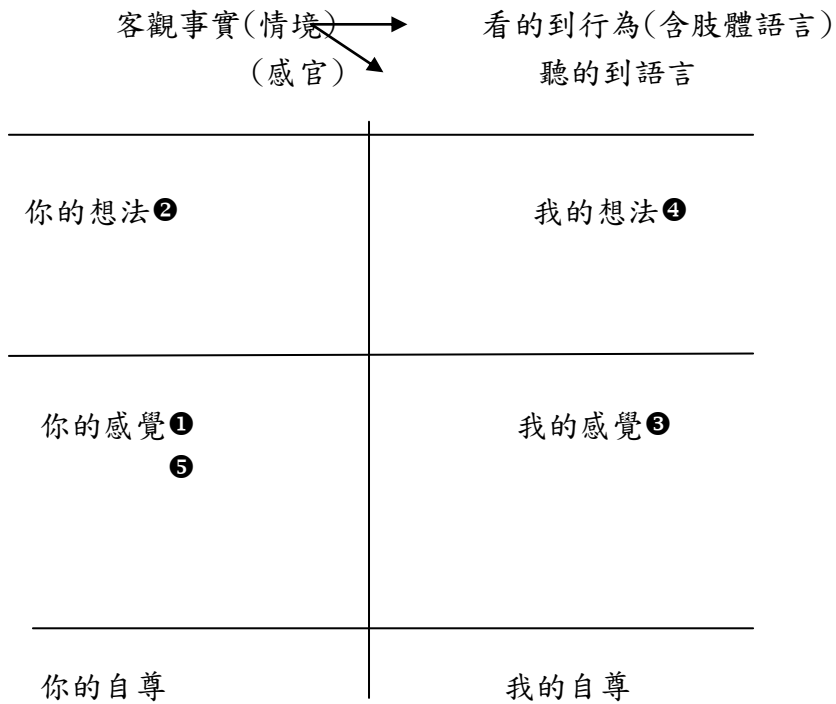 客觀事實(情境) 看的到行為(含肢體語言)
(感官) 聽的到語言
你的想法❷ 我的想法❹
你的感覺❶ 我的感覺❸
❺
你的自尊 我的自尊